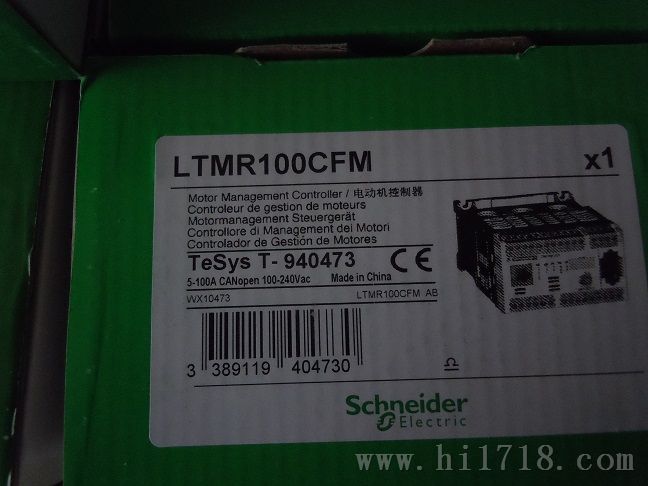 LTMR100CFM x1
Motor Management Controller / 电动机控制器
Controleur de gestion de moteurs
Motormanagement Steuergerät
Controllore di Management dei Motori
Controlador de Gestión de Motores
TeSys T- 940473 CE
5-100A CANopen 100-240Vac Made in China
VVX10473 LTMR100CFM AB
3 389119 404730
Schneider
Electric
www.hi1718.com